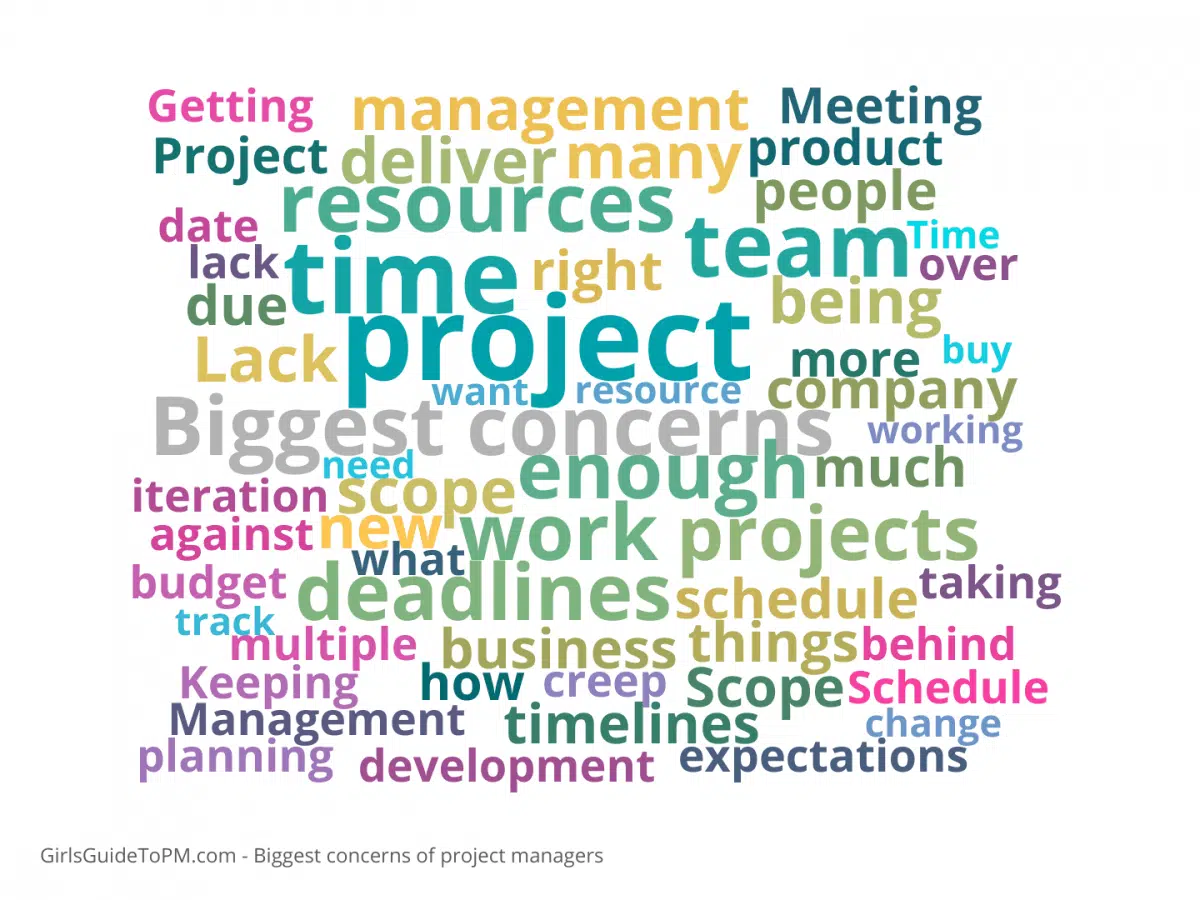 Getting management Meeting
Project deliver many product
resources people
date team Time
lack time right over
due being
Lack project more buy
want resource company
Biggest concerns working
need enough much
iteration scope
against new work projects
what
budget deadlines schedule taking
track
multiple business things behind
Keeping how creep Scope Schedule
Management timelines change
planning development expectations
GirlsGuideToPM.com - Biggest concerns of project managers